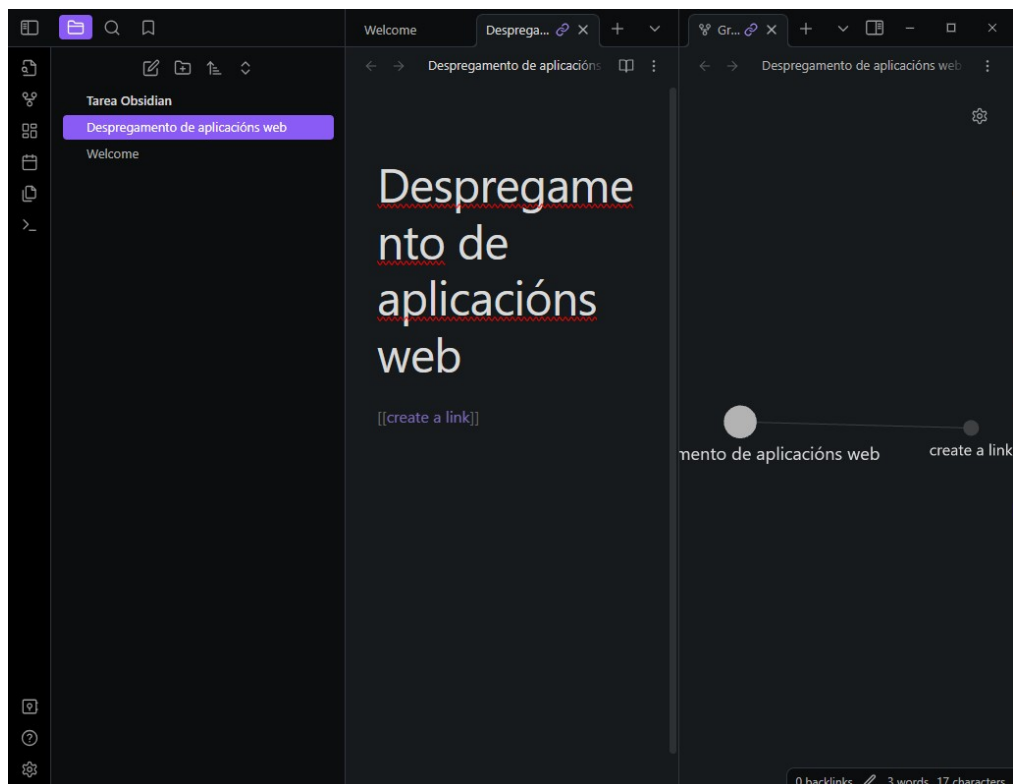 Welcome
Desprega...
Gr...
Despregamento de aplicacións
Despregamento de aplicacións web
Tarea Obsidian
Despregamento de aplicacións web
Welcome
Despregame
nto de
aplicacións
web
[[create a link]]
mento de aplicacións web
create a link
0 backlinks 3 words 17 characters